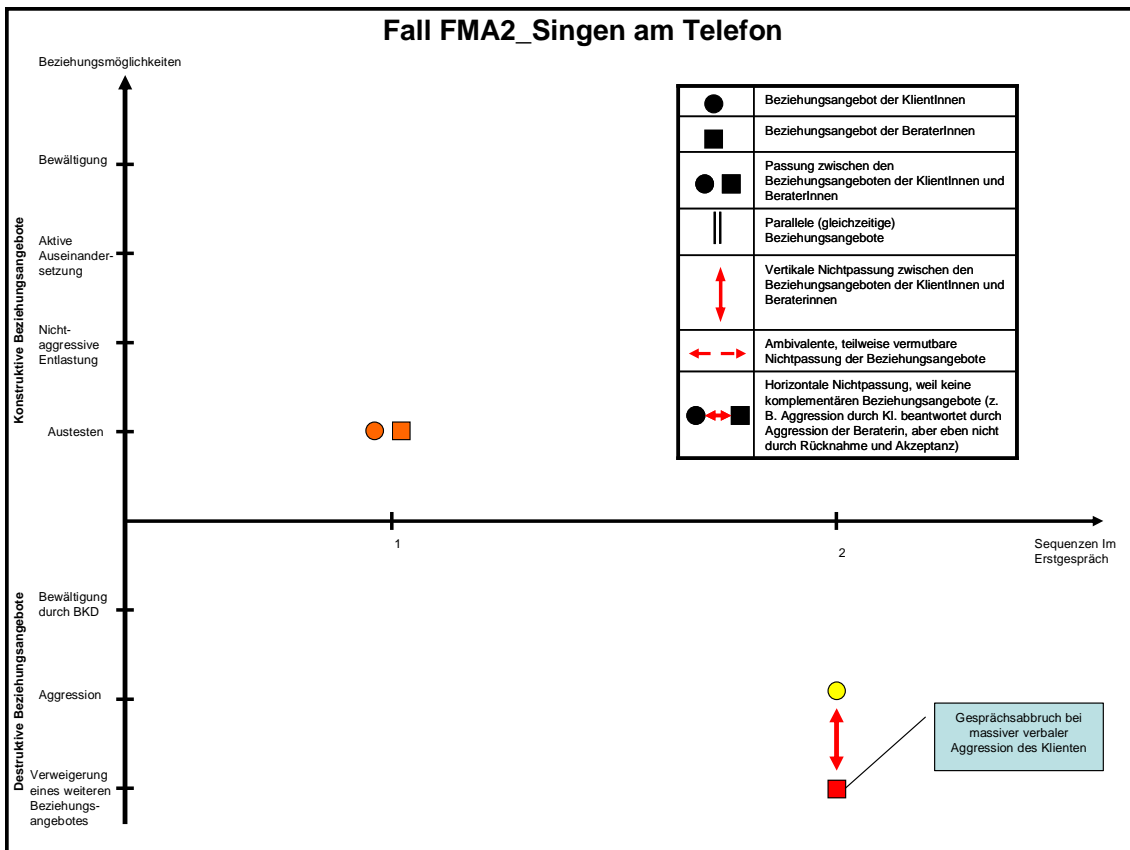 Fall FMA2_Singen am Telefon
Beziehungsmöglichkeiten
Konstruktive Beziehungsangebote
Bewältigung
Aktive
Auseinander-
setzung
Nicht-
aggressive
Entlastung
Austesten
Beziehungsangebot der KlientInnen
Beziehungsangebot der BeraterInnen
Passung zwischen den
Beziehungsangeboten der KlientInnen und
BeraterInnen
Parallele (gleichzeitige)
Beziehungsangebote
Vertikale Nichtpassung zwischen den
Beziehungsangeboten der KlientInnen und
Beraterinnen
Ambivalente, teilweise vermutbare
Nichtpassung der Beziehungsangebote
Horizontale Nichtpassung, weil keine
komplementären Beziehungsangebote (z.
B. Aggression durch Kl. beantwortet durch
Aggression der Beraterin, aber eben nicht
durch Rücknahme und Akzeptanz)
1
2
Sequenzen Im
Erstgespräch
Destruktive Beziehungsangebote
Bewältigung
durch BKD
Aggression
Verweigerung
eines weiteren
Beziehungs-
angebotes
Gesprächsabbruch bei
massiver verbaler
Aggression des Klienten